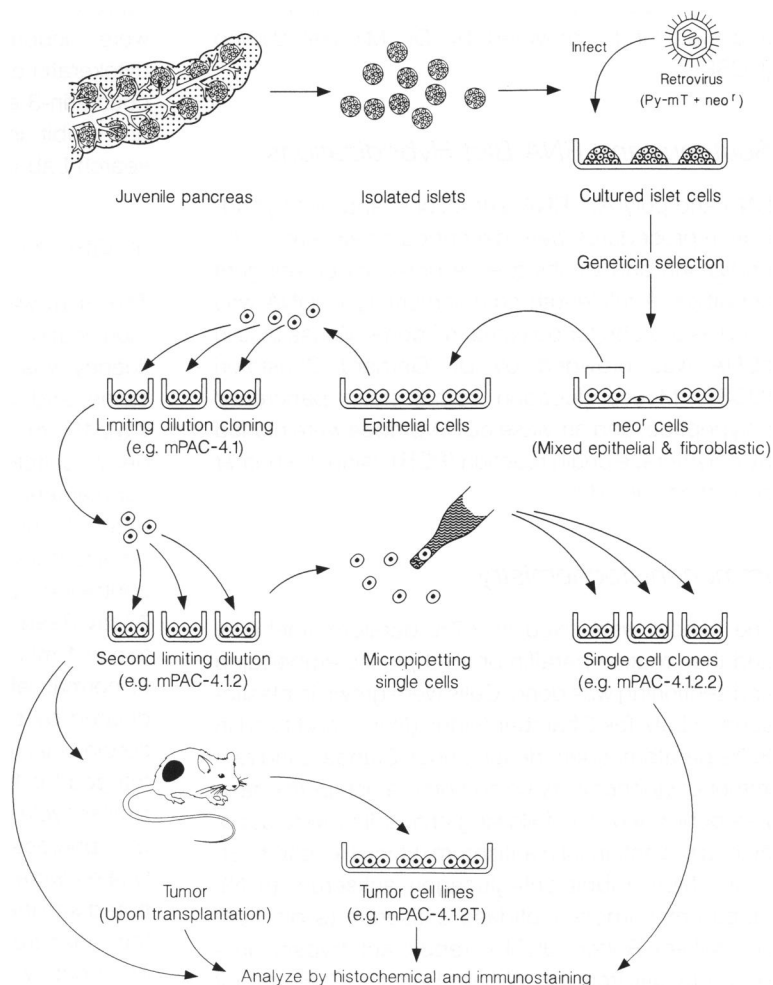 Infect
Retrovirus
(Py-mT + neoʳ)
Juvenile pancreas
Isolated islets
Cultured islet cells
Geneticin selection
Limiting dilution cloning
(e.g. mPAC-4.1)
Epithelial cells
neoʳ cells
(Mixed epithelial & fibroblastic)
Second limiting dilution
(e.g. mPAC-4.1.2)
Micropipetting
single cells
Single cell clones
(e.g. mPAC-4.1.2.2)
Tumor
(Upon transplantation)
Tumor cell lines
(e.g. mPAC-4.1.2T)
Analyze by histochemical and immunostaining